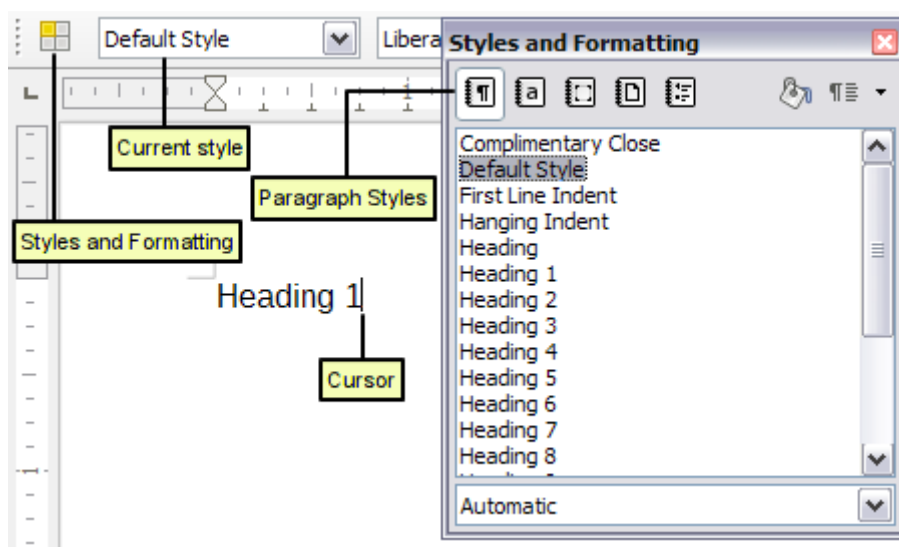 Default Style
Libera
Styles and Formatting
Current style
Paragraph Styles
Styles and Formatting
Heading 1
Cursor
Complimentary Close
Default Style
First Line Indent
Hanging Indent
Heading
Heading 1
Heading 2
Heading 3
Heading 4
Heading 5
Heading 6
Heading 7
Heading 8
Automatic
1